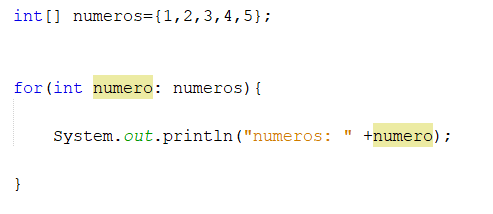 int[] numeros={1,2,3,4,5};
for(int numero: numeros){
System.out.println("numeros: " +numero);
}